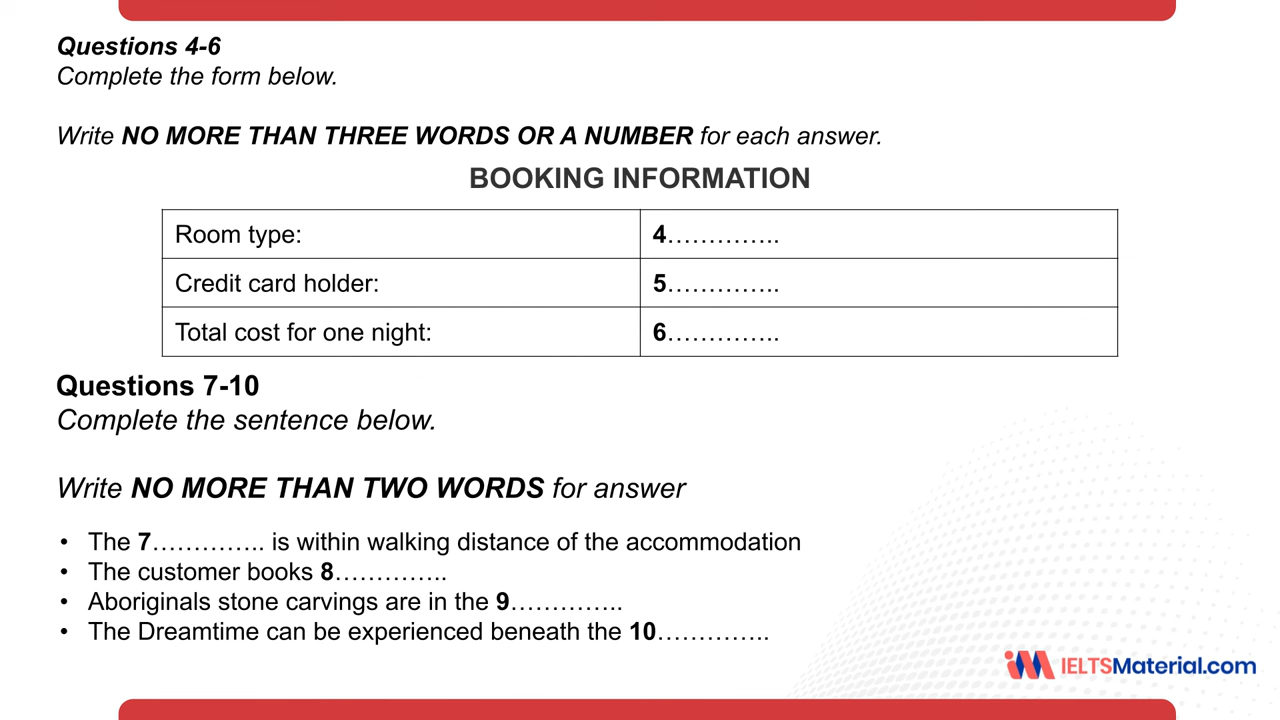 Questions 4-6
Complete the form below.
Write NO MORE THAN THREE WORDS OR A NUMBER for each answer.
BOOKING INFORMATION
Room type: 4…………..
Credit card holder: 5…………..
Total cost for one night: 6…………..
Questions 7-10
Complete the sentence below.
Write NO MORE THAN TWO WORDS for answer
• The 7………….. is within walking distance of the accommodation
• The customer books 8…………..
• Aboriginals stone carvings are in the 9…………..
• The Dreamtime can be experienced beneath the 10…………..
iM IELTSMaterial.com